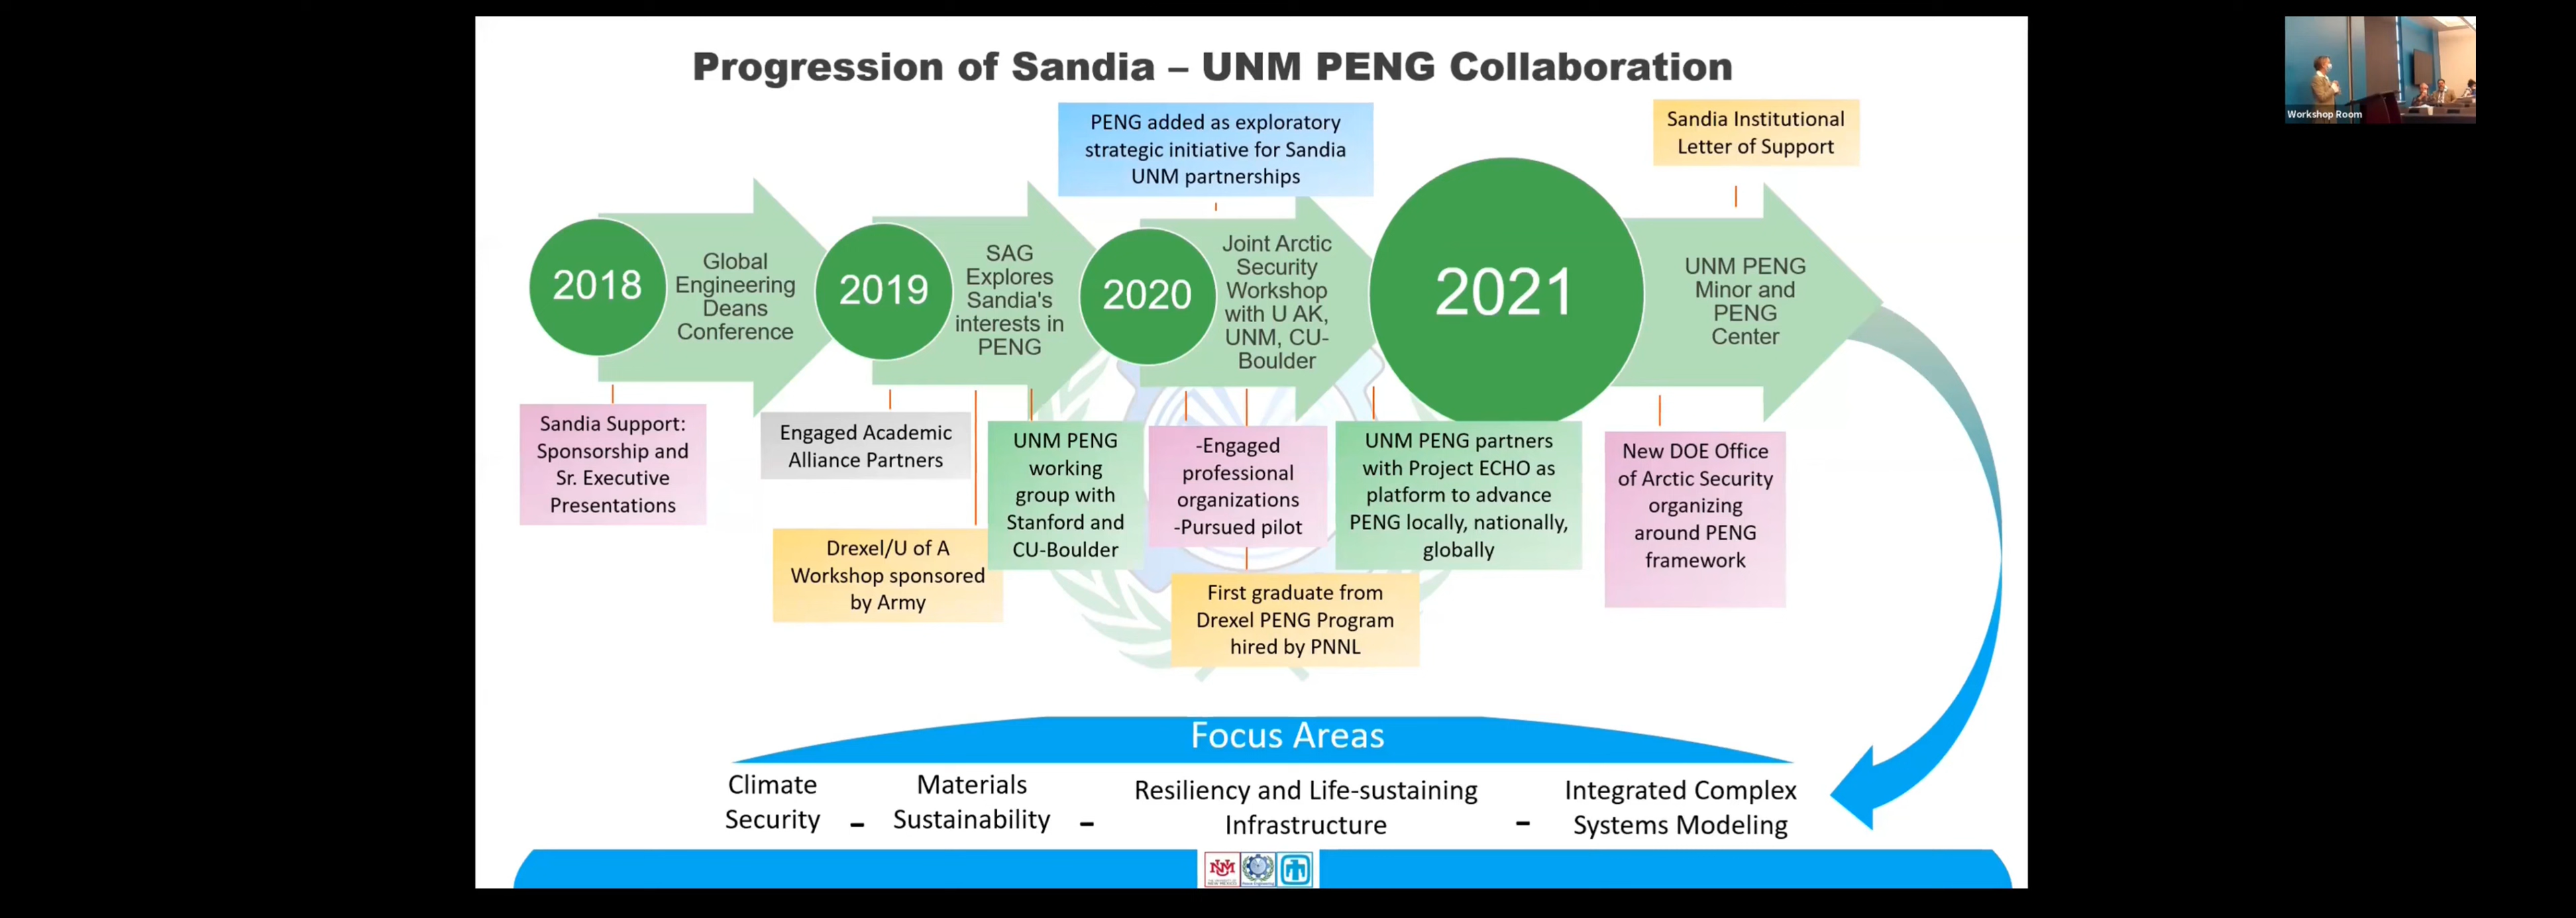 Progression of Sandia – UNM PENG Collaboration
Workshop Room
PENG added as exploratory
strategic initiative for Sandia
UNM partnerships
Sandia Institutional
Letter of Support
2018
Global
Engineering
Deans
Conference
2019
SAG
Explores
Sandia's
interests in
PENG
2020
Joint Arctic
Security
Workshop
with U AK,
UNM, CU-
Boulder
2021
UNM PENG
Minor and
PENG
Center
Sandia Support:
Sponsorship and
Sr. Executive
Presentations
Engaged Academic
Alliance Partners
Drexel/U of A
Workshop sponsored
by Army
UNM PENG
working
group with
Stanford and
CU-Boulder
-Engaged
professional
organizations
-Pursued pilot
First graduate from
Drexel PENG Program
hired by PNNL
UNM PENG partners
with Project ECHO as
platform to advance
PENG locally, nationally,
globally
New DOE Office
of Arctic Security
organizing
around PENG
framework
Focus Areas
Climate
Security
–
Materials
Sustainability
–
Resiliency and Life-sustaining
Infrastructure
–
Integrated Complex
Systems Modeling